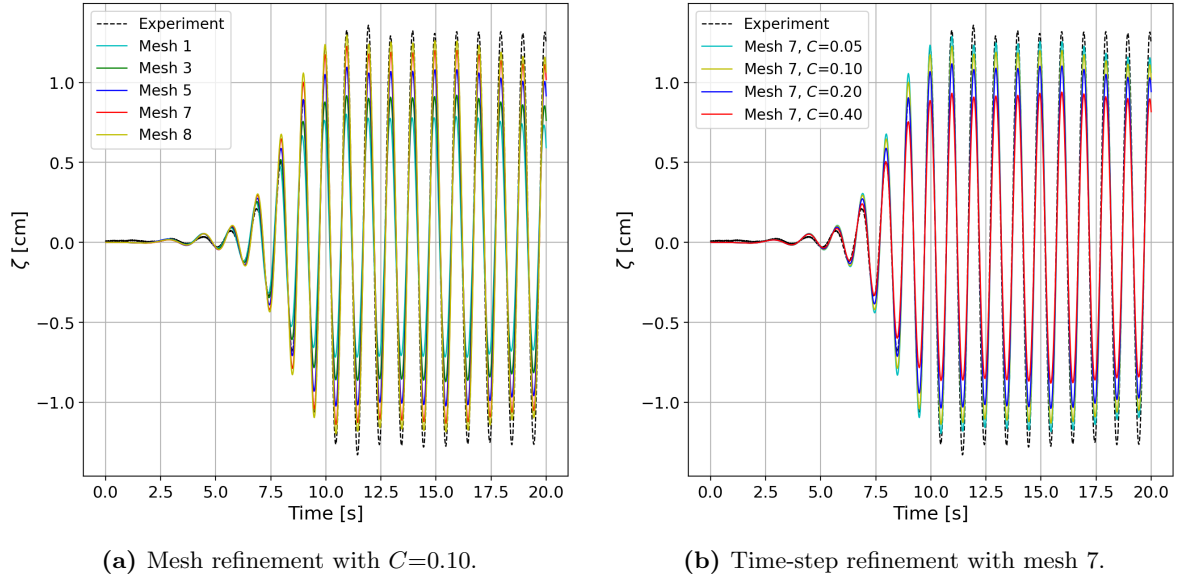 Experiment
Mesh 1
Mesh 3
Mesh 5
Mesh 7
Mesh 8
1.0
0.5
0.0
−0.5
−1.0
ζ [cm]
0.0 2.5 5.0 7.5 10.0 12.5 15.0 17.5 20.0
Time [s]
(a) Mesh refinement with C=0.10.
Experiment
Mesh 7, C=0.05
Mesh 7, C=0.10
Mesh 7, C=0.20
Mesh 7, C=0.40
1.0
0.5
0.0
−0.5
−1.0
ζ [cm]
0.0 2.5 5.0 7.5 10.0 12.5 15.0 17.5 20.0
Time [s]
(b) Time-step refinement with mesh 7.